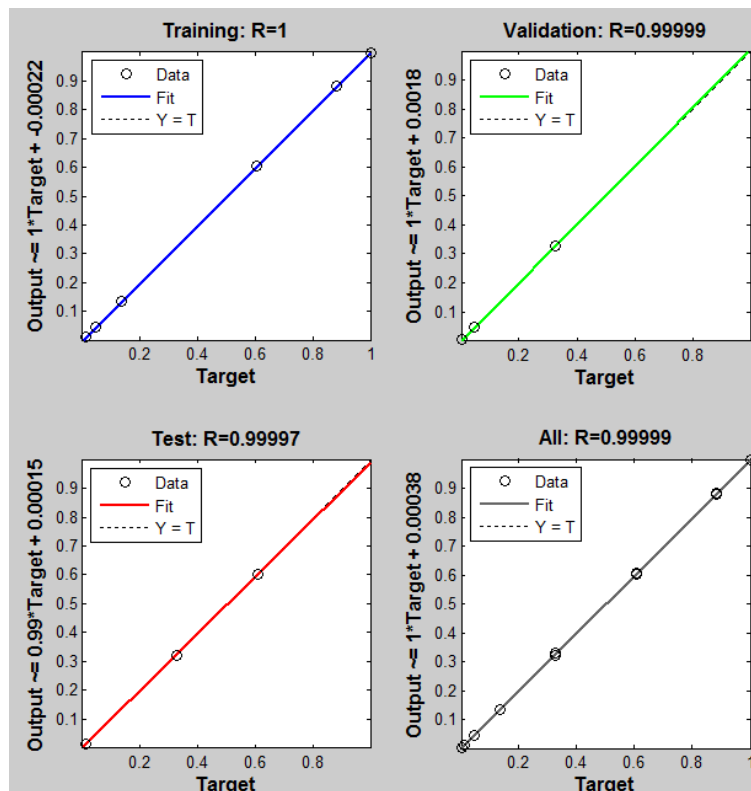 Training: R=1
Output ~= 1*Target + -0.00022
0.9
0.8
0.7
0.6
0.5
0.4
0.3
0.2
0.1
Data
Fit
Y = T
0.2 0.4 0.6 0.8 1
Target
Validation: R=0.99999
Output ~= 1*Target + 0.0018
0.9
0.8
0.7
0.6
0.5
0.4
0.3
0.2
0.1
Data
Fit
Y = T
0.2 0.4 0.6 0.8 1
Target
Test: R=0.99997
Output ~= 0.99*Target + 0.00015
0.9
0.8
0.7
0.6
0.5
0.4
0.3
0.2
0.1
Data
Fit
Y = T
0.2 0.4 0.6 0.8
Target
All: R=0.99999
Output ~= 1*Target + 0.00038
0.9
0.8
0.7
0.6
0.5
0.4
0.3
0.2
0.1
Data
Fit
Y = T
0.2 0.4 0.6 0.8 1
Target